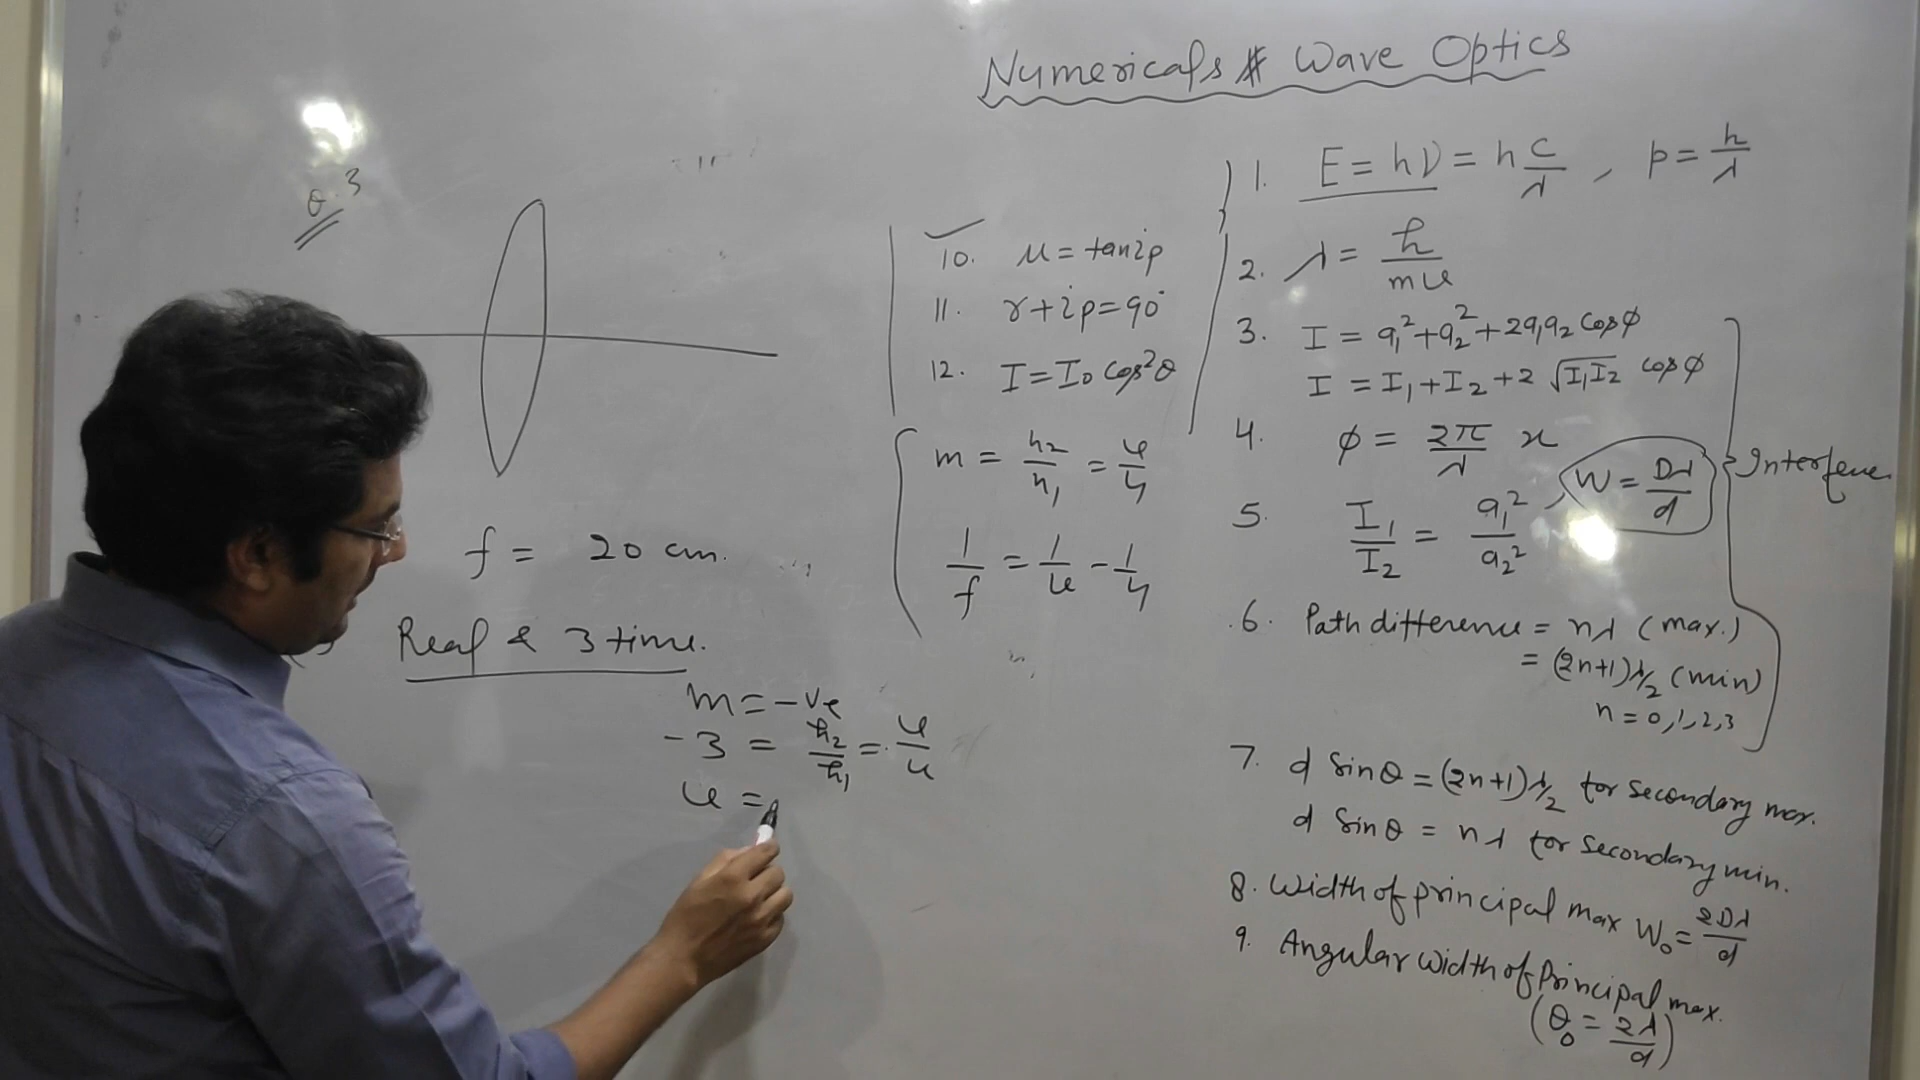 Numericals # Wave Optics
Q.3
f = 20 cm.
Real & 3 time.
m = -ve
-3 = h₂/h₁ = v/u
v =
10. μ = tan ip
11. r + ip = 90°
12. I = I₀ cos²θ
m = h₂/h₁ = v/u
1/f = 1/v - 1/u
1. E = hν = h c/λ , p = h/λ
2. λ = h/mv
3. I = a₁² + a₂² + 2a₁a₂ cosφ
I = I₁ + I₂ + 2 √I₁I₂ cosφ
4. φ = 2π/λ x
5. I₁/I₂ = a₁²/a₂² , W = Dλ/d
6. Path difference = nλ (max.)
= (2n+1)λ/2 (min)
n = 0,1,2,3
7. d sinθ = (2n+1)λ/2 for secondary max.
d sinθ = nλ for secondary min.
8. Width of principal max W₀ = 2Dλ/d
9. Angular width of Principal max.
(θ₀ = 2λ/d)